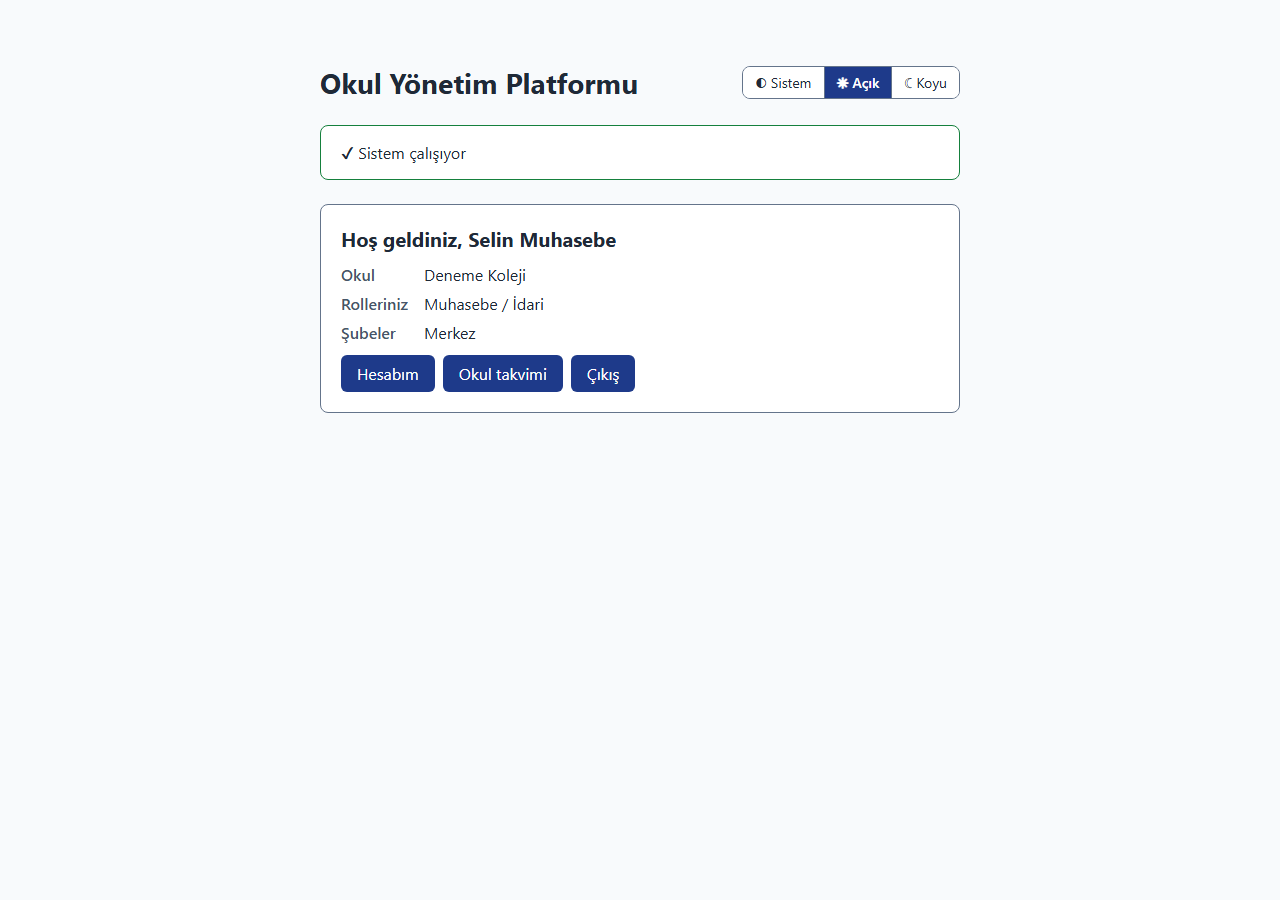 Okul Yönetim Platformu
◐ Sistem ❋ Açık ☾ Koyu
✓ Sistem çalışıyor
Hoş geldiniz, Selin Muhasebe
Okul Deneme Koleji
Rolleriniz Muhasebe / İdari
Şubeler Merkez
Hesabım Okul takvimi Çıkış